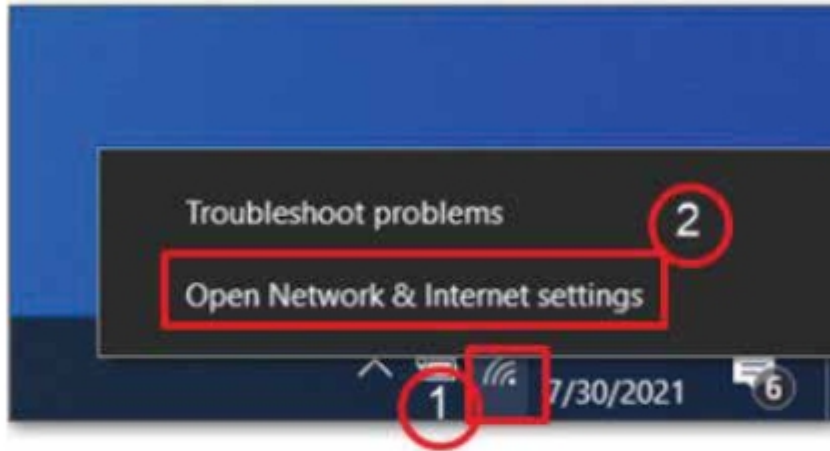 Troubleshoot problems
2
Open Network & Internet settings
1
7/30/2021
6